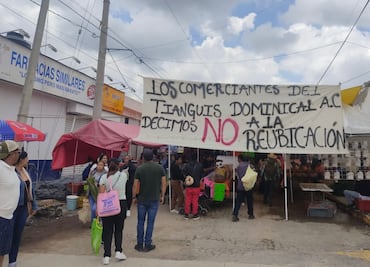 FARMACIAS SIMILARES
LOS COMERCIANTES DEL
TIANGUIS DOMINICAL A.C.
DECIMOS NO A LA
REUBICACIÓN